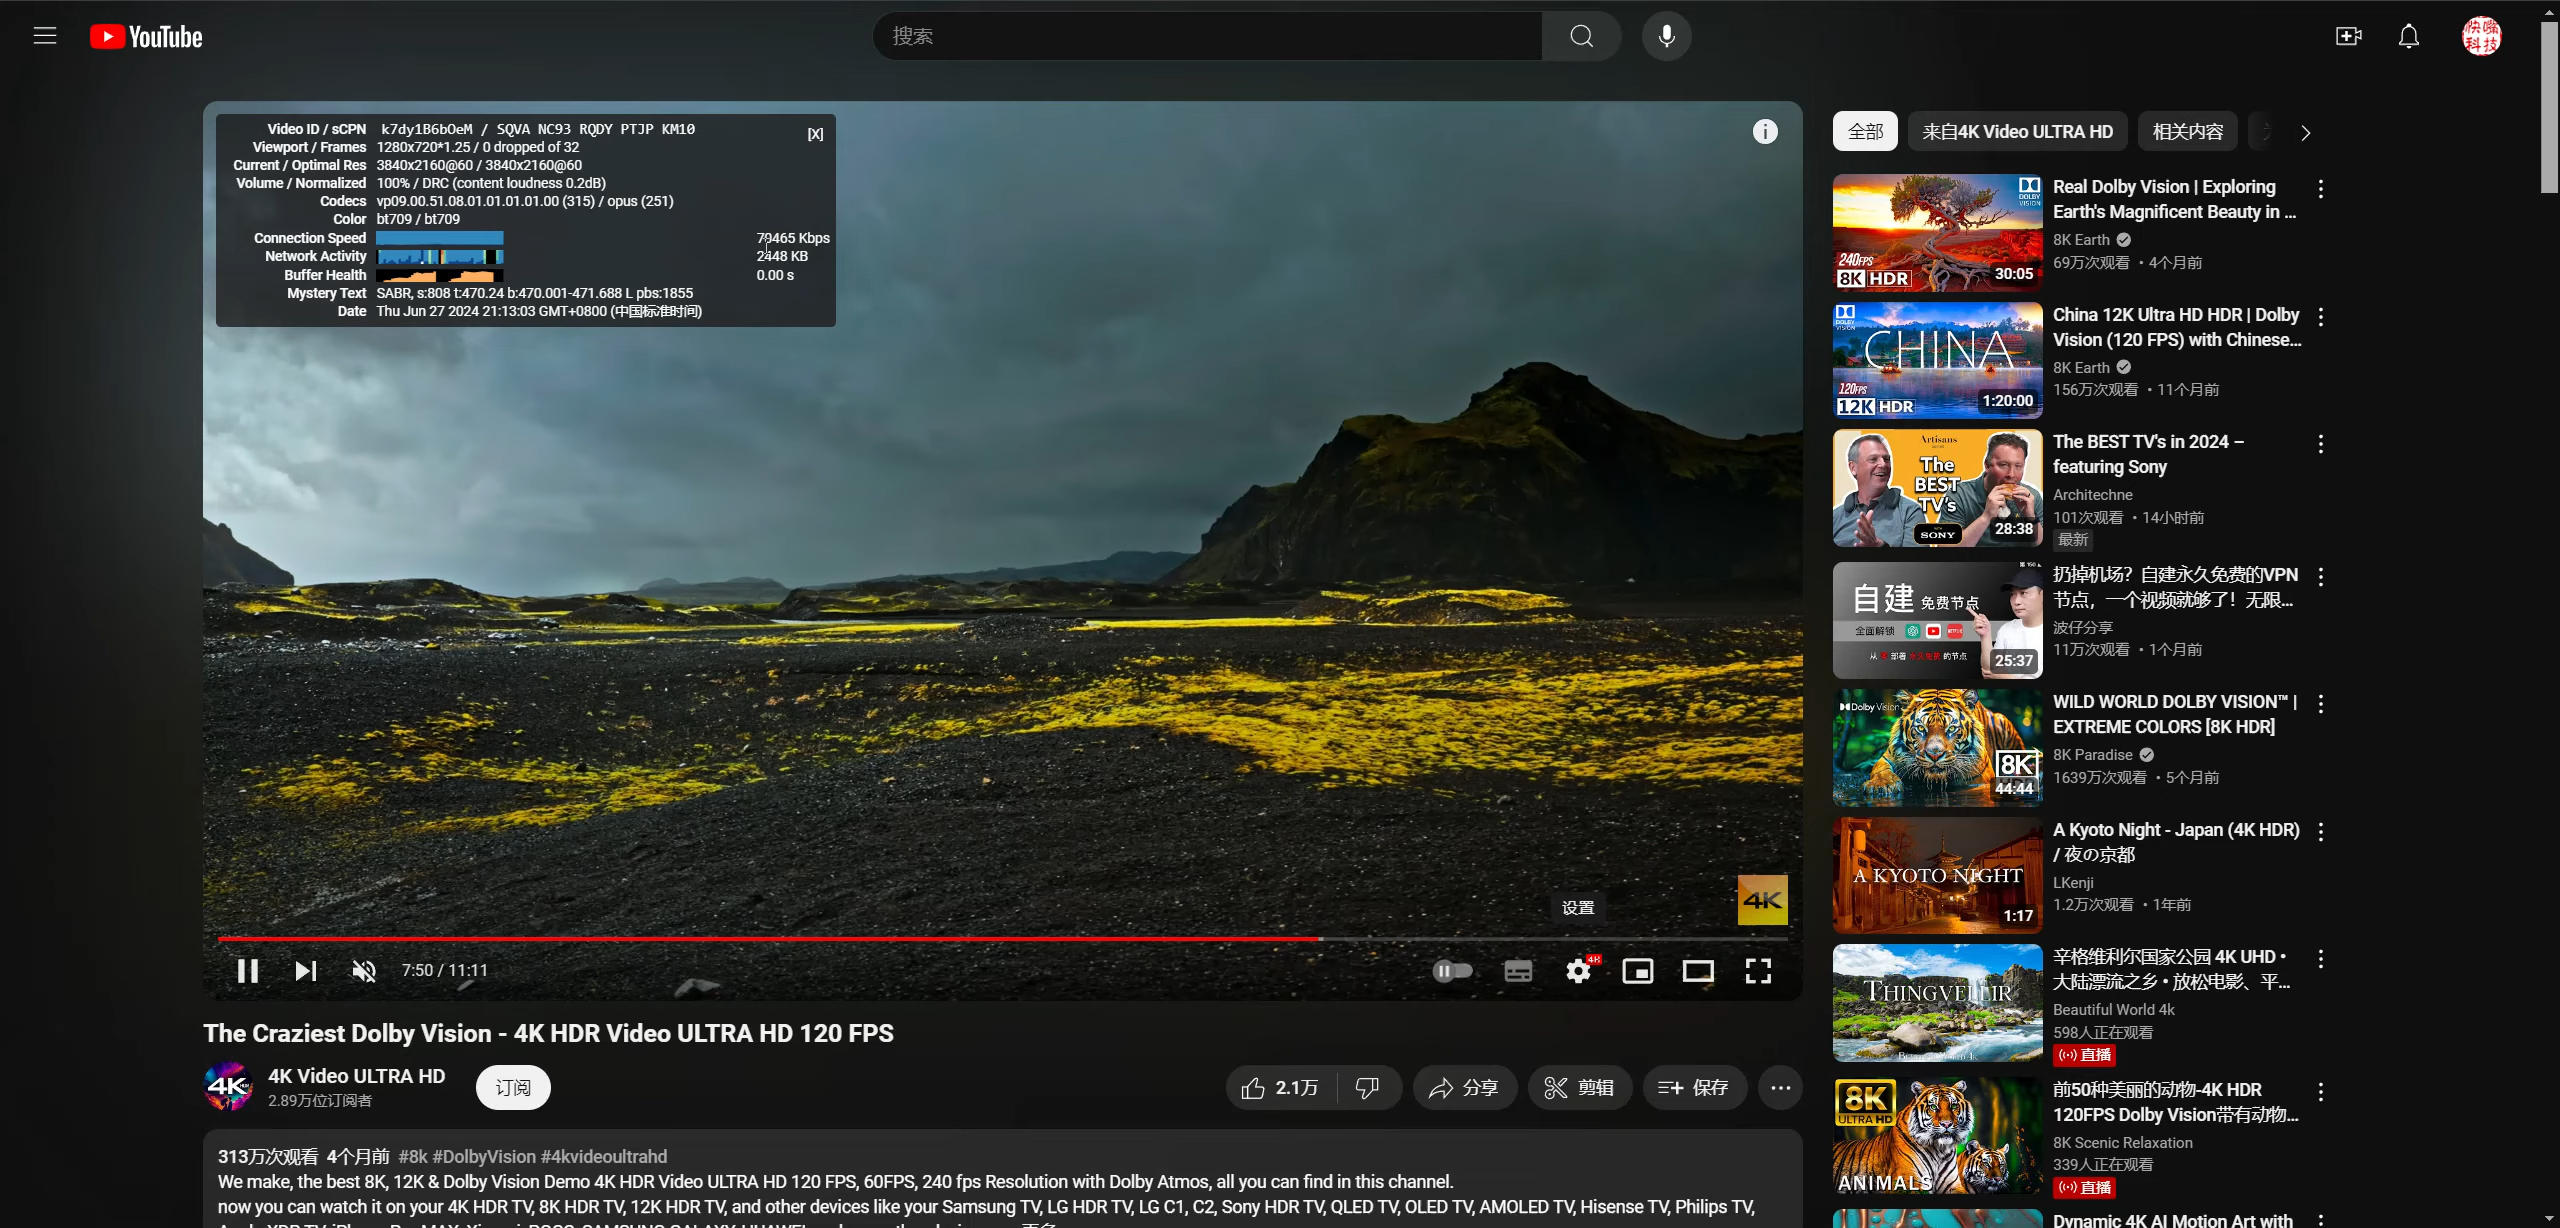 YouTube
搜索
Video ID / sCPN k7dy1B6bOeM / SQVA NC93 RQDY PTJP KM10
[X]
Viewport / Frames 1280x720*1.25 / 0 dropped of 32
Current / Optimal Res 3840x2160@60 / 3840x2160@60
Volume / Normalized 100% / DRC (content loudness 0.2dB)
Codecs vp09.00.51.08.01.01.01.01.00 (315) / opus (251)
Color bt709 / bt709
Connection Speed Kbps
Network Activity 2448 KB
Buffer Health 0.00 s
Mystery Text SABR, s:808 t:470.24 b:470.001-471.688 L pbs:1855
Date Thu Jun 27 2024 21:13:03 GMT+0800 (中国标准时间)
设置
4K
7:50 / 11:11
4K
The Craziest Dolby Vision - 4K HDR Video ULTRA HD 120 FPS
4K
4K Video ULTRA HD
2.89万位订阅者
订阅
2.1万
分享
剪辑
保存
313万次观看 4个月前 #8k #DolbyVision #4kvideoultrahd
We make, the best 8K, 12K & Dolby Vision Demo 4K HDR Video ULTRA HD 120 FPS, 60FPS, 240 fps Resolution with Dolby Atmos, all you can find in this channel.
now you can watch it on your 4K HDR TV, 8K HDR TV, 12K HDR TV, and other devices like your Samsung TV, LG HDR TV, LG C1, C2, Sony HDR TV, QLED TV, OLED TV, AMOLED TV, Hisense TV, Philips TV,
快嘴
科技
全部
来自4K Video ULTRA HD
相关内容
DOLBY
VISION
240FPS
8K HDR
30:05
Real Dolby Vision | Exploring
Earth's Magnificent Beauty in ...
8K Earth
69万次观看 • 4个月前
DOLBY
VISION
CHINA
120FPS
12K HDR
1:20:00
China 12K Ultra HD HDR | Dolby
Vision (120 FPS) with Chinese...
8K Earth
156万次观看 • 11个月前
Artisans
The
BEST
TV's
SONY
28:38
The BEST TV's in 2024 –
featuring Sony
Architechne
101次观看 • 14小时前
最新
自建 免费节点
全面解锁
25:37
扔掉机场？自建永久免费的VPN
节点，一个视频就够了！无限...
波仔分享
11万次观看 • 1个月前
Dolby Vision
8K
44:44
WILD WORLD DOLBY VISION™ |
EXTREME COLORS [8K HDR]
8K Paradise
1639万次观看 • 5个月前
A KYOTO NIGHT
1:17
A Kyoto Night - Japan (4K HDR)
/ 夜の京都
LKenji
1.2万次观看 • 1年前
THINGVELLIR
辛格维利尔国家公园 4K UHD •
大陆漂流之乡 • 放松电影、平...
Beautiful World 4k
598人正在观看
直播
8K
ULTRA HD
ANIMALS
前50种美丽的动物-4K HDR
120FPS Dolby Vision带有动物...
8K Scenic Relaxation
339人正在观看
直播
Dynamic 4K AI Motion Art with